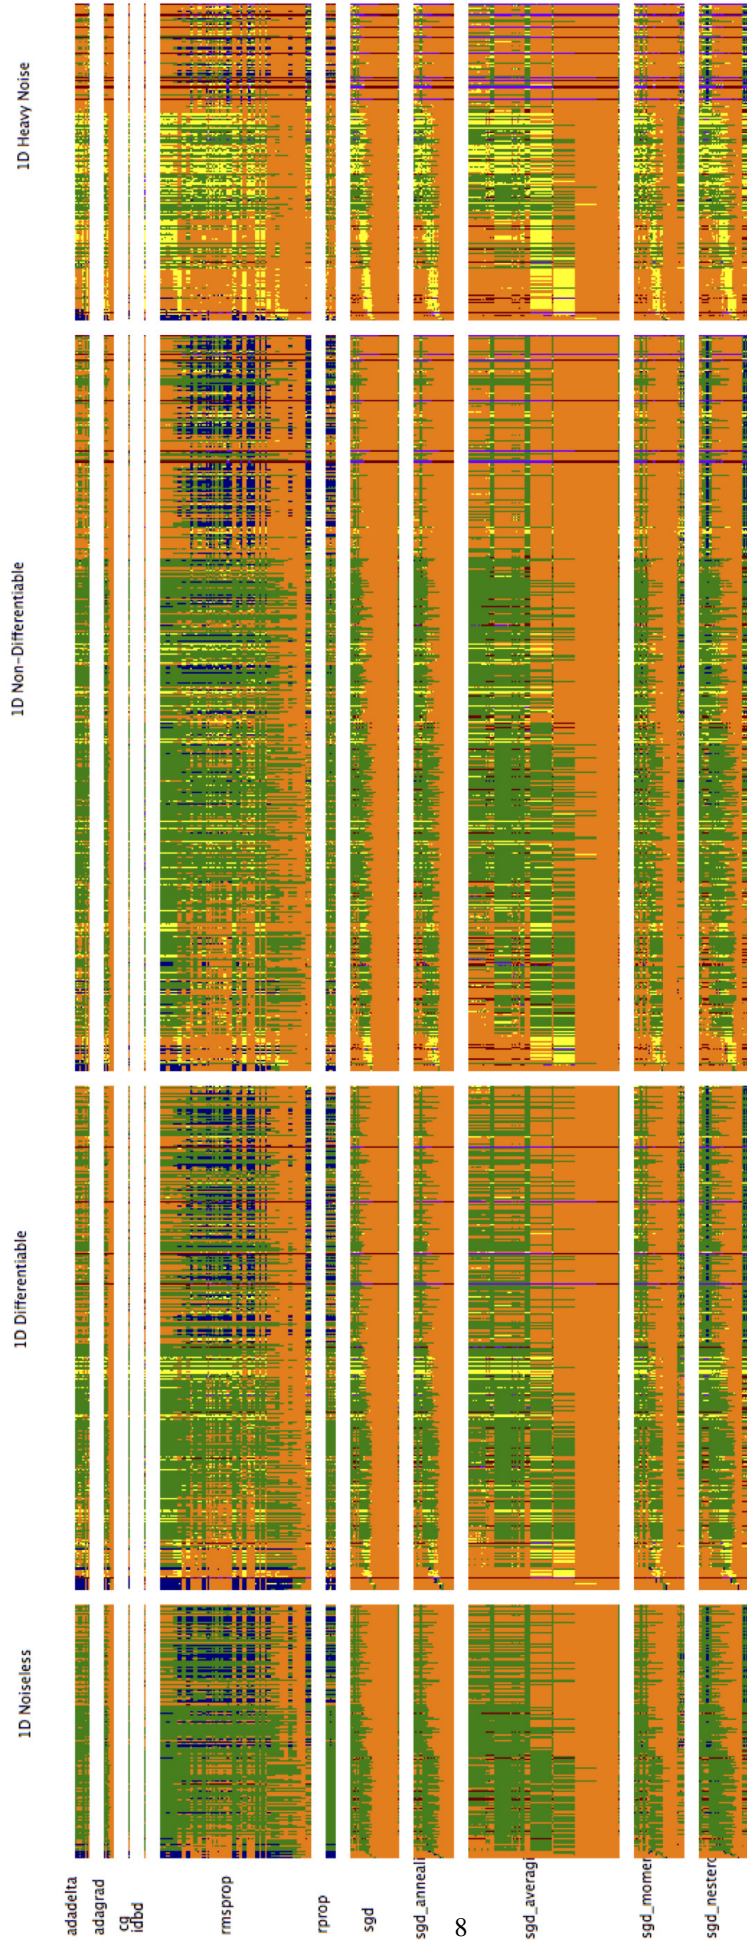 1D Noiseless
1D Differentiable
1D Non-Differentiable
1D Heavy Noise
adadelta
adagrad
cg
idbd
rmsprop
rprop
sgd
sgd_anneali
sgd_averagi
sgd_momer
sgd_nesterc
8